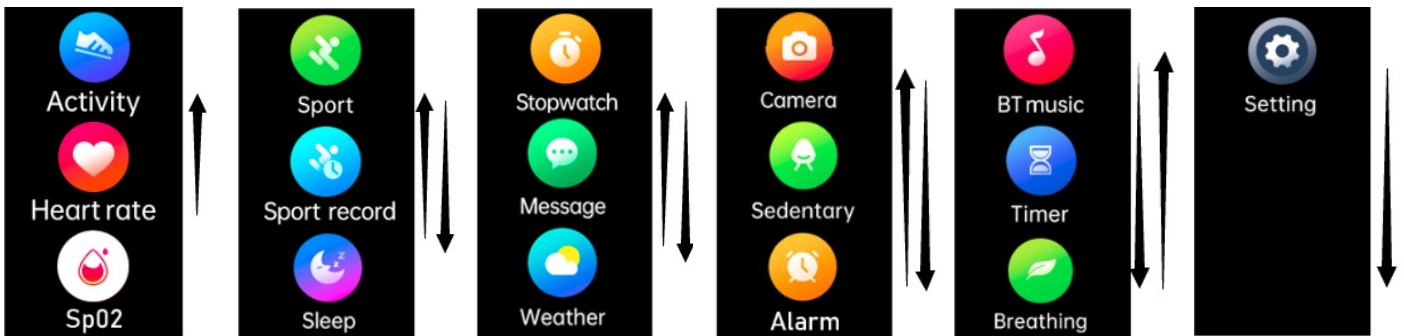 Activity
Heart rate
Sp02
Sport
Sport record
Sleep
Stopwatch
Message
Weather
Camera
Sedentary
Alarm
BT music
Timer
Breathing
Setting